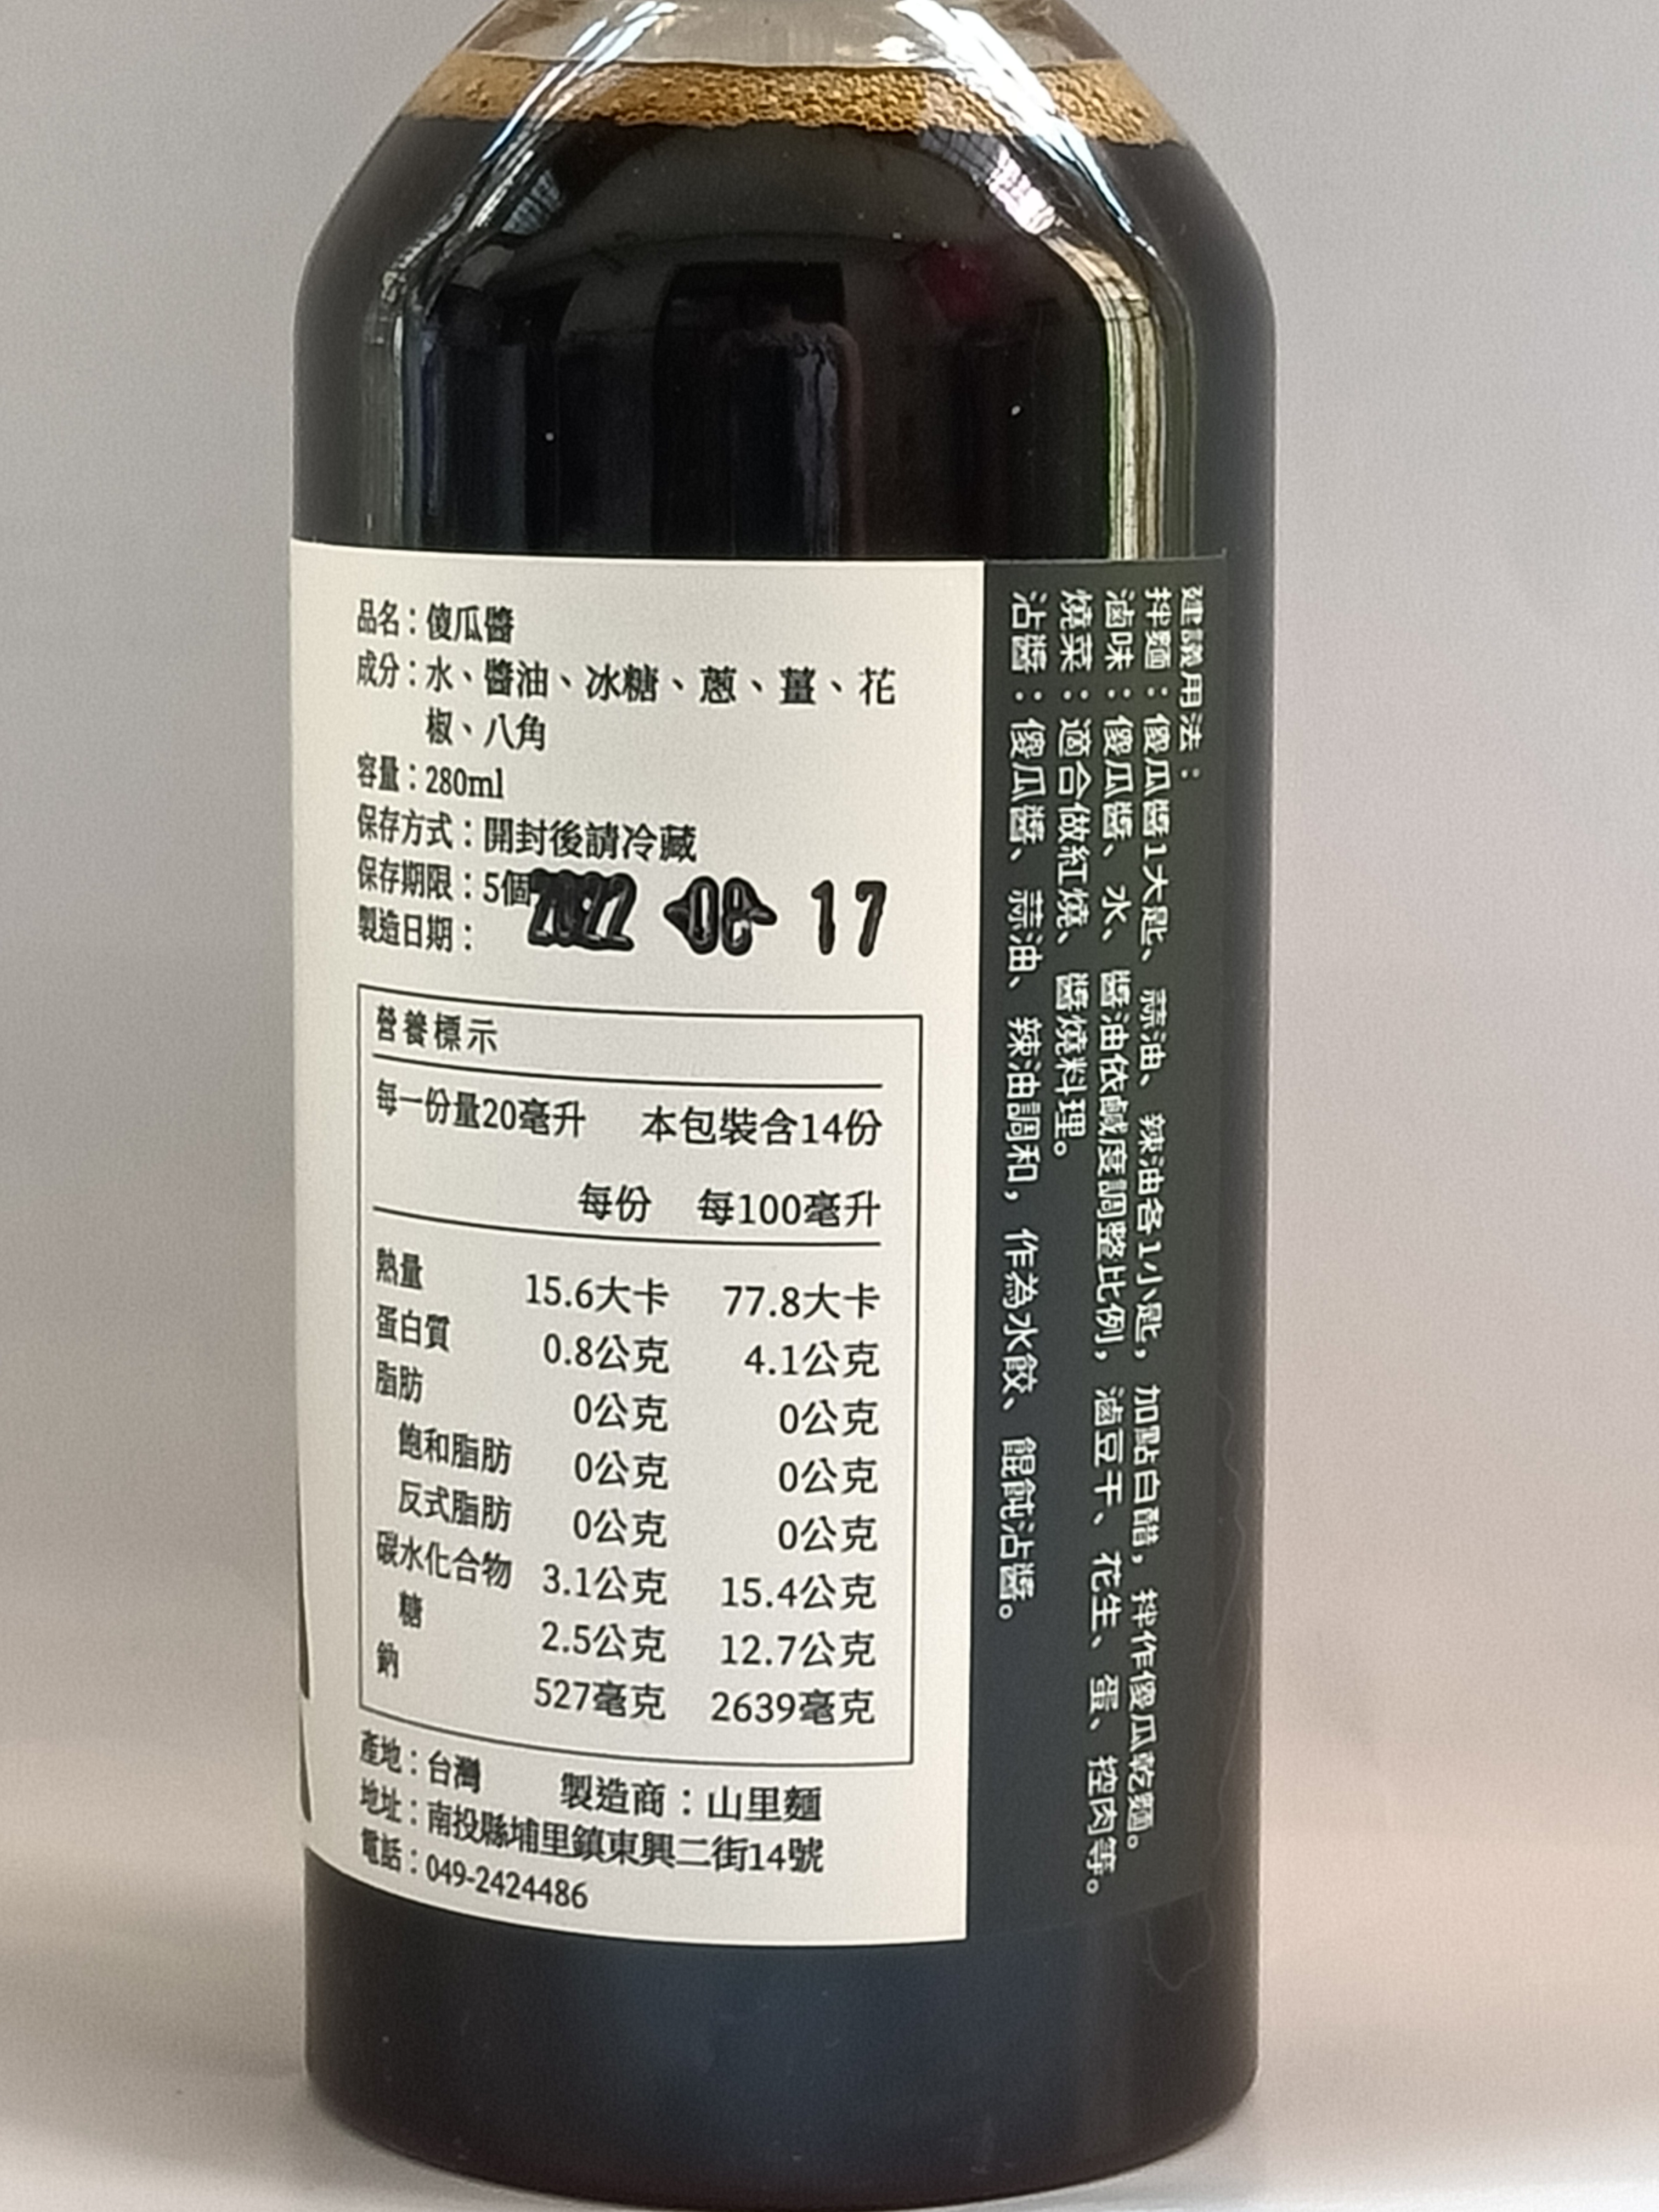 品名：傻瓜醬
成分：水、醬油、冰糖、蔥、薑、花
椒、八角
容量：280ml
保存方式：開封後請冷藏
保存期限：5個
製造日期：
2022 08 17
營養標示
每一份量20毫升 本包裝含14份
每份 每100毫升
熱量 15.6大卡 77.8大卡
蛋白質 0.8公克 4.1公克
脂肪 0公克 0公克
飽和脂肪 0公克 0公克
反式脂肪 0公克 0公克
碳水化合物 3.1公克 15.4公克
糖 2.5公克 12.7公克
鈉 527毫克 2639毫克
產地：台灣 製造商：山里麵
地址：南投縣埔里鎮東興二街14號
電話：049-2424486
建議用法：
拌麵：傻瓜醬1大匙、蒜油、辣油各1小匙，加點白醋，拌作傻瓜乾麵。
滷味：傻瓜醬、水、醬油依鹹度調整比例，滷豆干、花生、蛋、控肉等。
燒菜：適合做紅燒、醬燒料理。
沾醬：傻瓜醬、蒜油、辣油調和，作為水餃、餛飩沾醬。